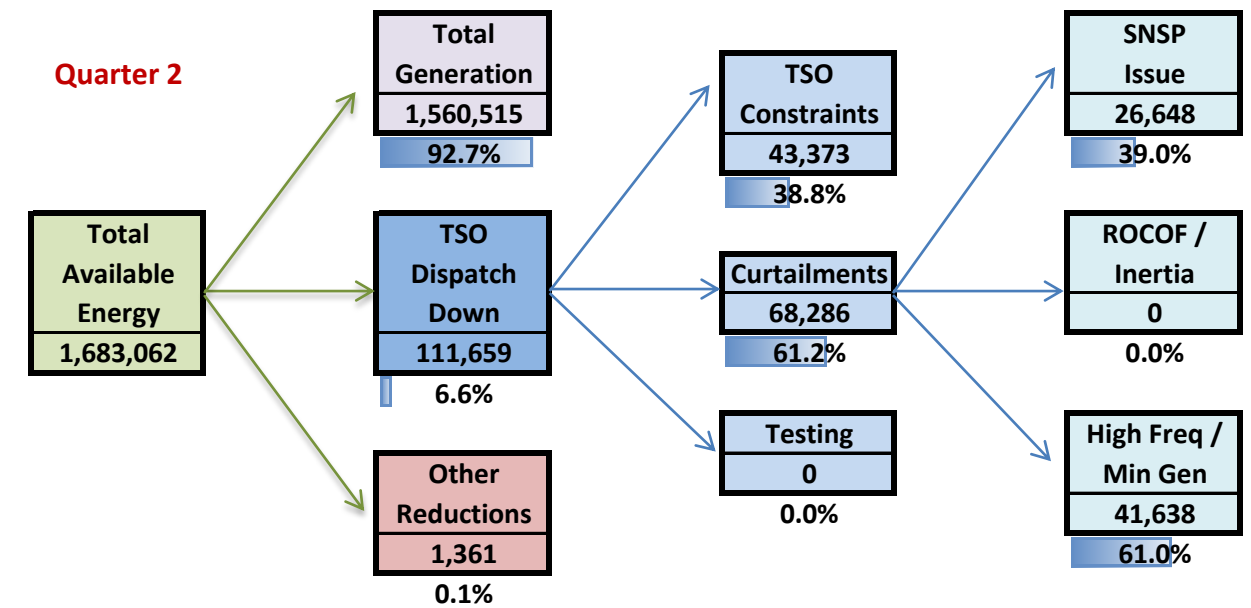 Quarter 2
Total
Available
Energy
1,683,062
Total
Generation
1,560,515
92.7%
TSO
Dispatch
Down
111,659
6.6%
Other
Reductions
1,361
0.1%
TSO
Constraints
43,373
38.8%
Curtailments
68,286
61.2%
Testing
0
0.0%
SNSP
Issue
26,648
39.0%
ROCOF /
Inertia
0
0.0%
High Freq /
Min Gen
41,638
61.0%